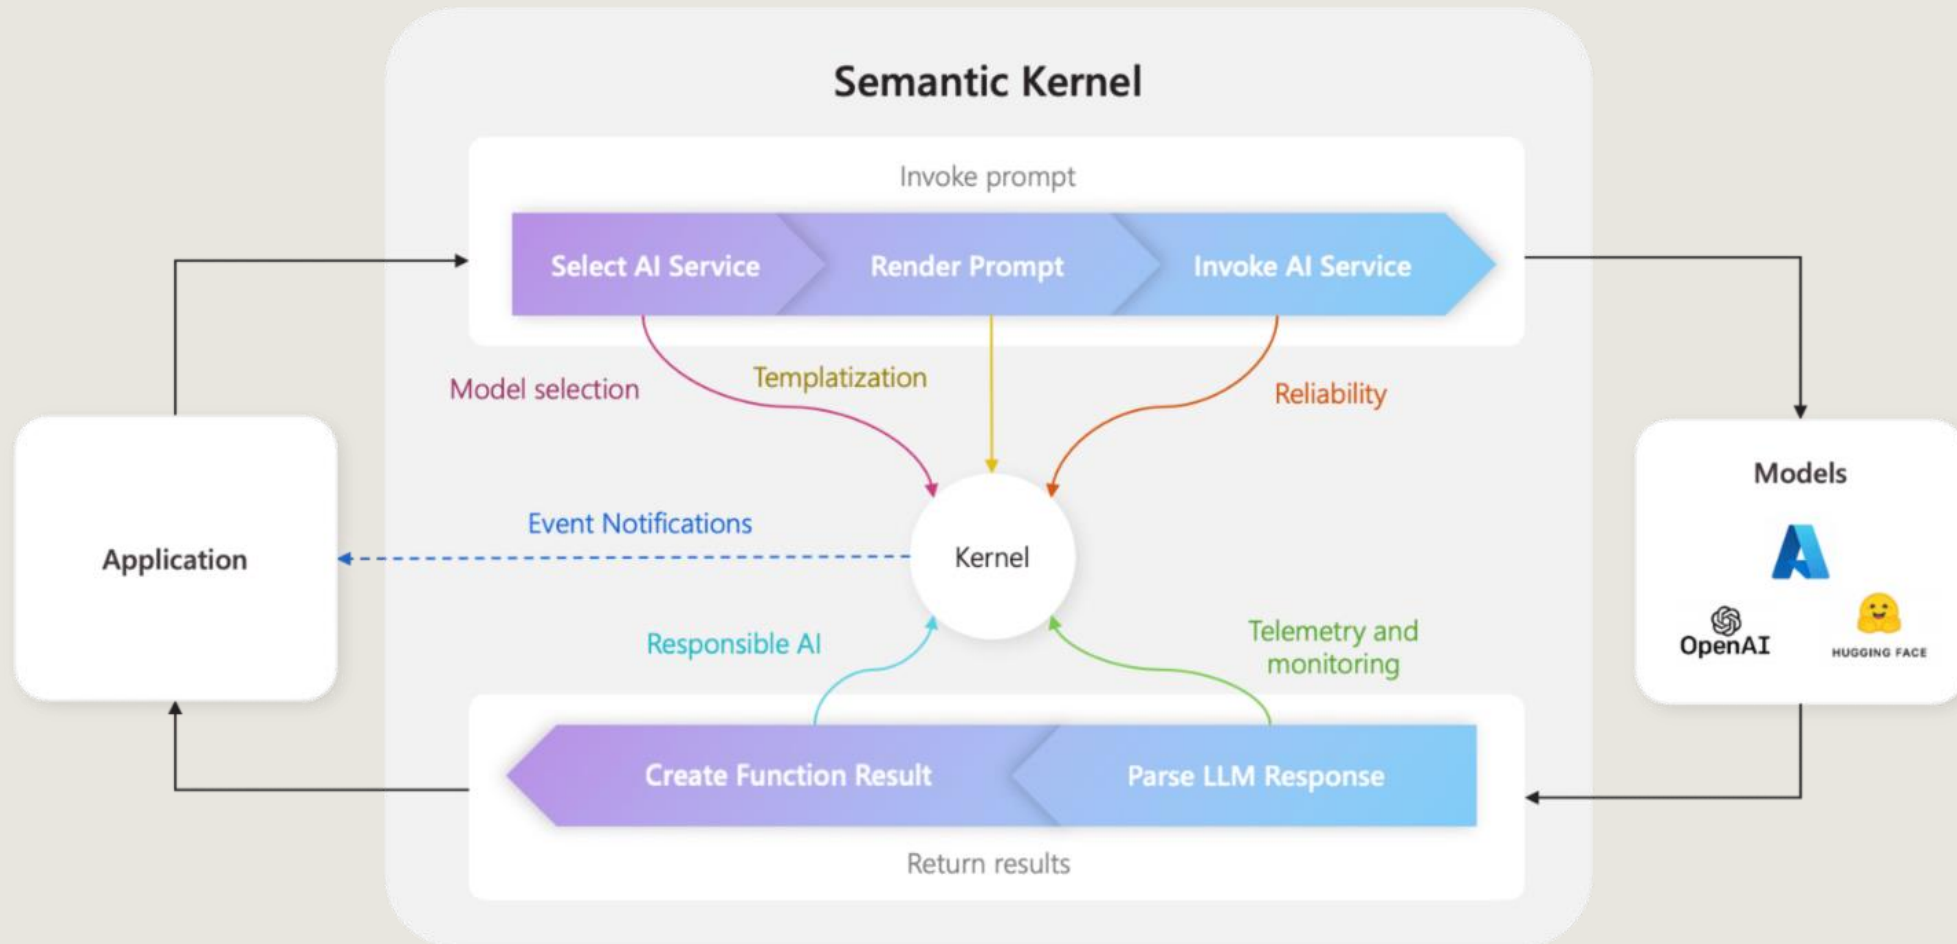 Semantic Kernel
Invoke prompt
Select AI Service
Render Prompt
Invoke AI Service
Model selection
Templatization
Reliability
Application
Event Notifications
Kernel
Models
OpenAI
HUGGING FACE
Responsible AI
Telemetry and
monitoring
Create Function Result
Parse LLM Response
Return results